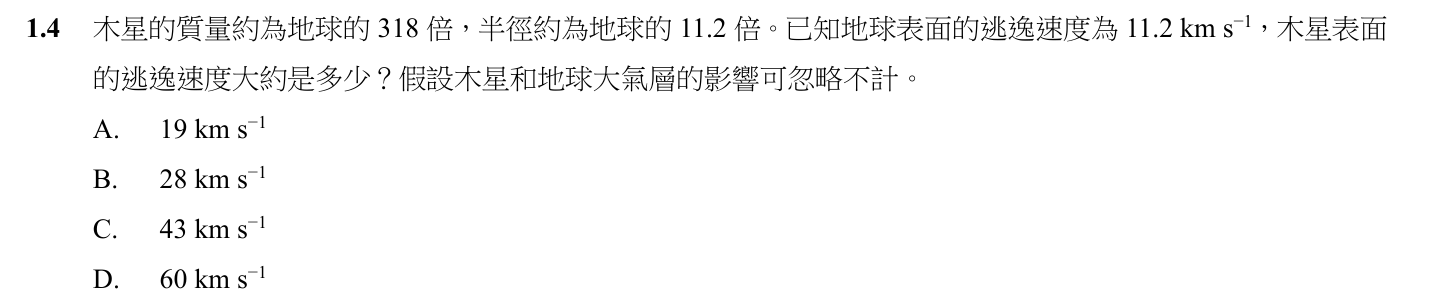 1.4 木星的質量約為地球的 318 倍，半徑約為地球的 11.2 倍。已知地球表面的逃逸速度為 11.2 km s⁻¹，木星表面
的逃逸速度大約是多少？假設木星和地球大氣層的影響可忽略不計。
A. 19 km s⁻¹
B. 28 km s⁻¹
C. 43 km s⁻¹
D. 60 km s⁻¹